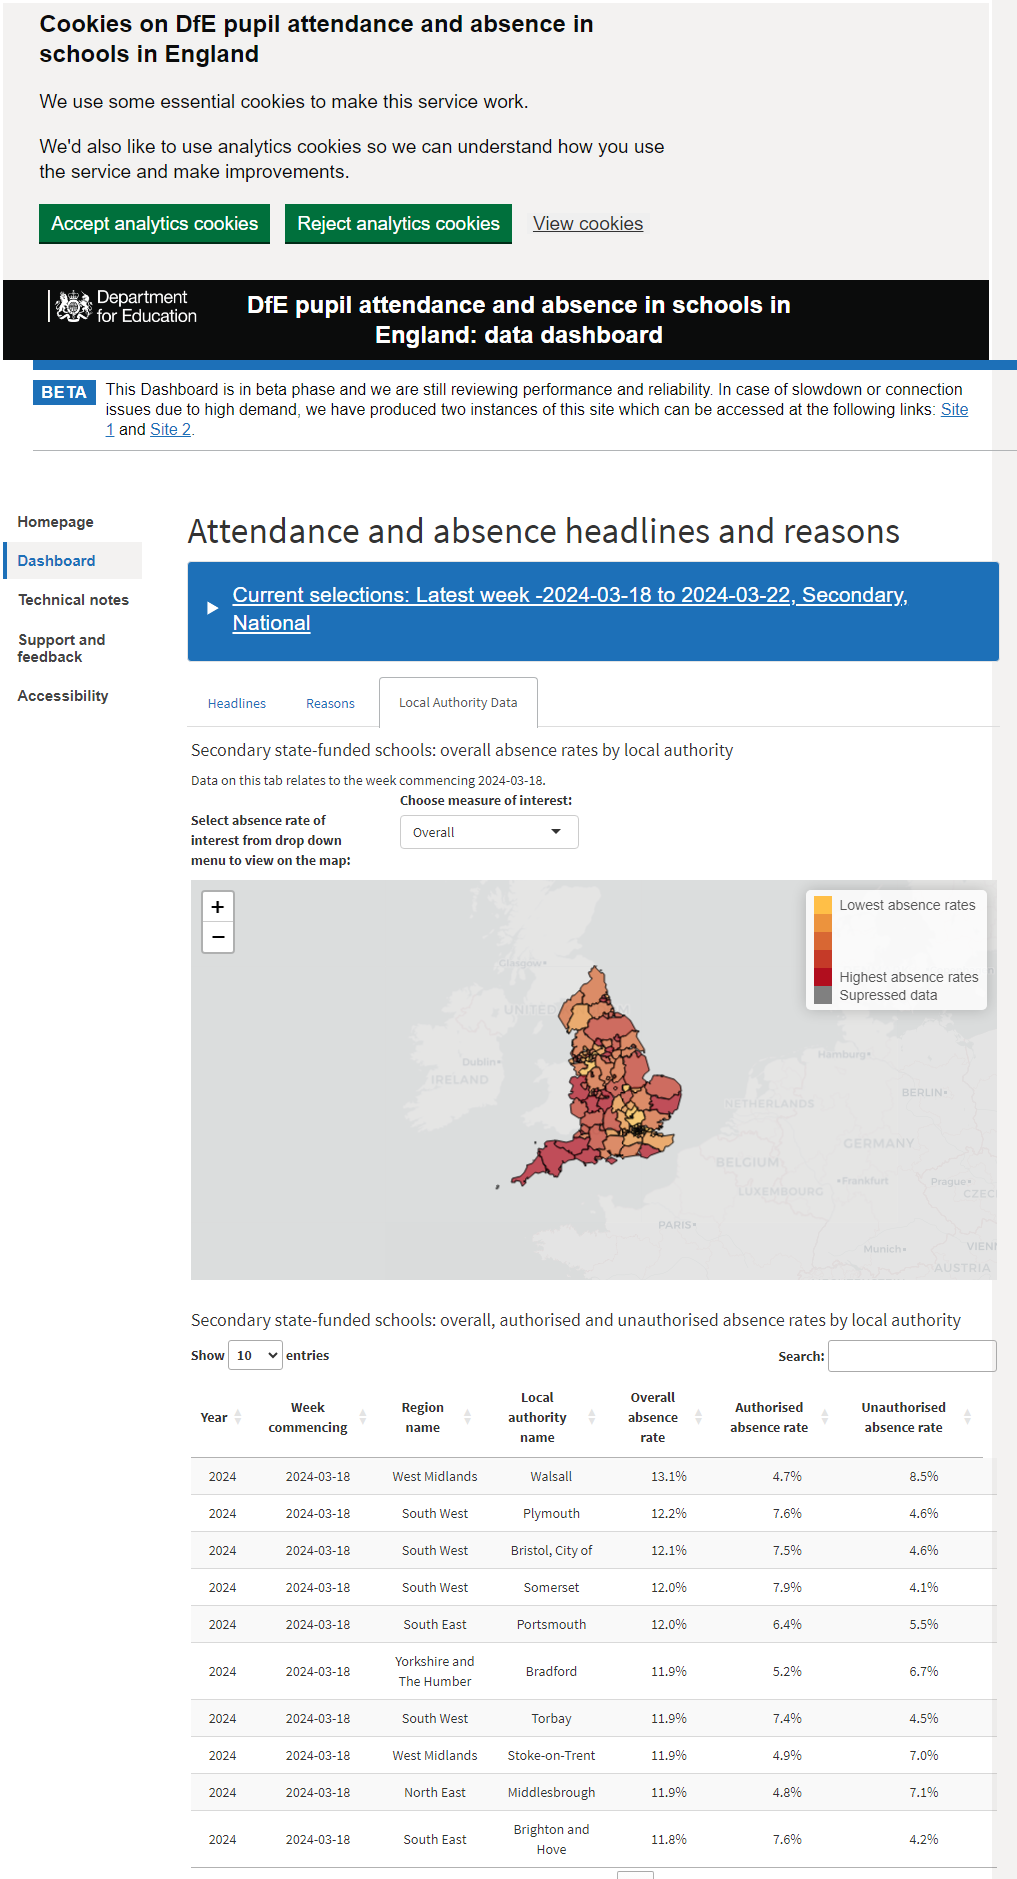 Cookies on DfE pupil attendance and absence in
schools in England
We use some essential cookies to make this service work.
We'd also like to use analytics cookies so we can understand how you use
the service and make improvements.
Accept analytics cookies
Reject analytics cookies
View cookies
Department
for Education
DfE pupil attendance and absence in schools in
England: data dashboard
BETA
This Dashboard is in beta phase and we are still reviewing performance and reliability. In case of slowdown or connection
issues due to high demand, we have produced two instances of this site which can be accessed at the following links: Site
1 and Site 2.
Homepage
Dashboard
Technical notes
Support and
feedback
Accessibility
Attendance and absence headlines and reasons
Current selections: Latest week -2024-03-18 to 2024-03-22, Secondary,
National
Headlines
Reasons
Local Authority Data
Secondary state-funded schools: overall absence rates by local authority
Data on this tab relates to the week commencing 2024-03-18.
Select absence rate of
interest from drop down
menu to view on the map:
Choose measure of interest:
Overall
+
−
Lowest absence rates
Highest absence rates
Supressed data
Glasgow
UNITED
Dublin
IRELAND
Hamburg
BERLIN
NETHERLANDS
GERMANY
BELGIUM
Frankfurt
Prague
LUXEMBOURG
CZEC
PARIS
Munich
VIEN
AUSTRIA
Secondary state-funded schools: overall, authorised and unauthorised absence rates by local authority
Show 10 entries
Search:
Year Week commencing Region name Local authority name Overall absence rate Authorised absence rate Unauthorised absence rate
2024 2024-03-18 West Midlands Walsall 13.1% 4.7% 8.5%
2024 2024-03-18 South West Plymouth 12.2% 7.6% 4.6%
2024 2024-03-18 South West Bristol, City of 12.1% 7.5% 4.6%
2024 2024-03-18 South West Somerset 12.0% 7.9% 4.1%
2024 2024-03-18 South East Portsmouth 12.0% 6.4% 5.5%
2024 2024-03-18 Yorkshire and The Humber Bradford 11.9% 5.2% 6.7%
2024 2024-03-18 South West Torbay 11.9% 7.4% 4.5%
2024 2024-03-18 West Midlands Stoke-on-Trent 11.9% 4.9% 7.0%
2024 2024-03-18 North East Middlesbrough 11.9% 4.8% 7.1%
2024 2024-03-18 South East Brighton and Hove 11.8% 7.6% 4.2%